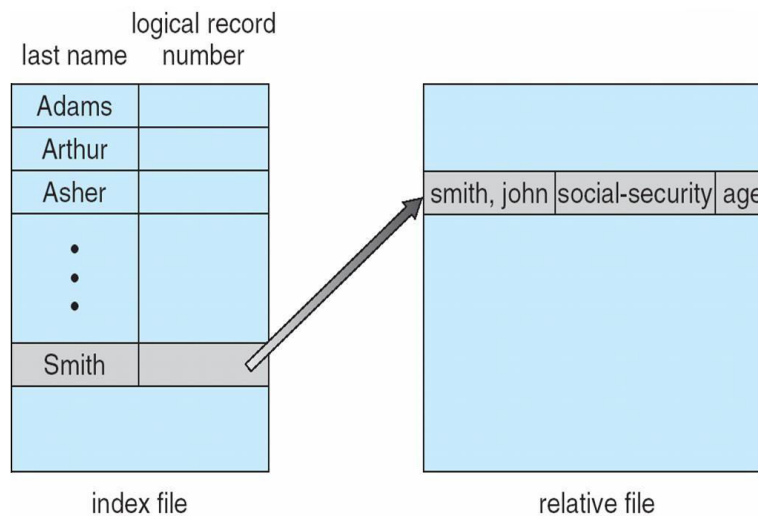 logical record
last name number
Adams
Arthur
Asher
smith, john social-security age
Smith
index file relative file